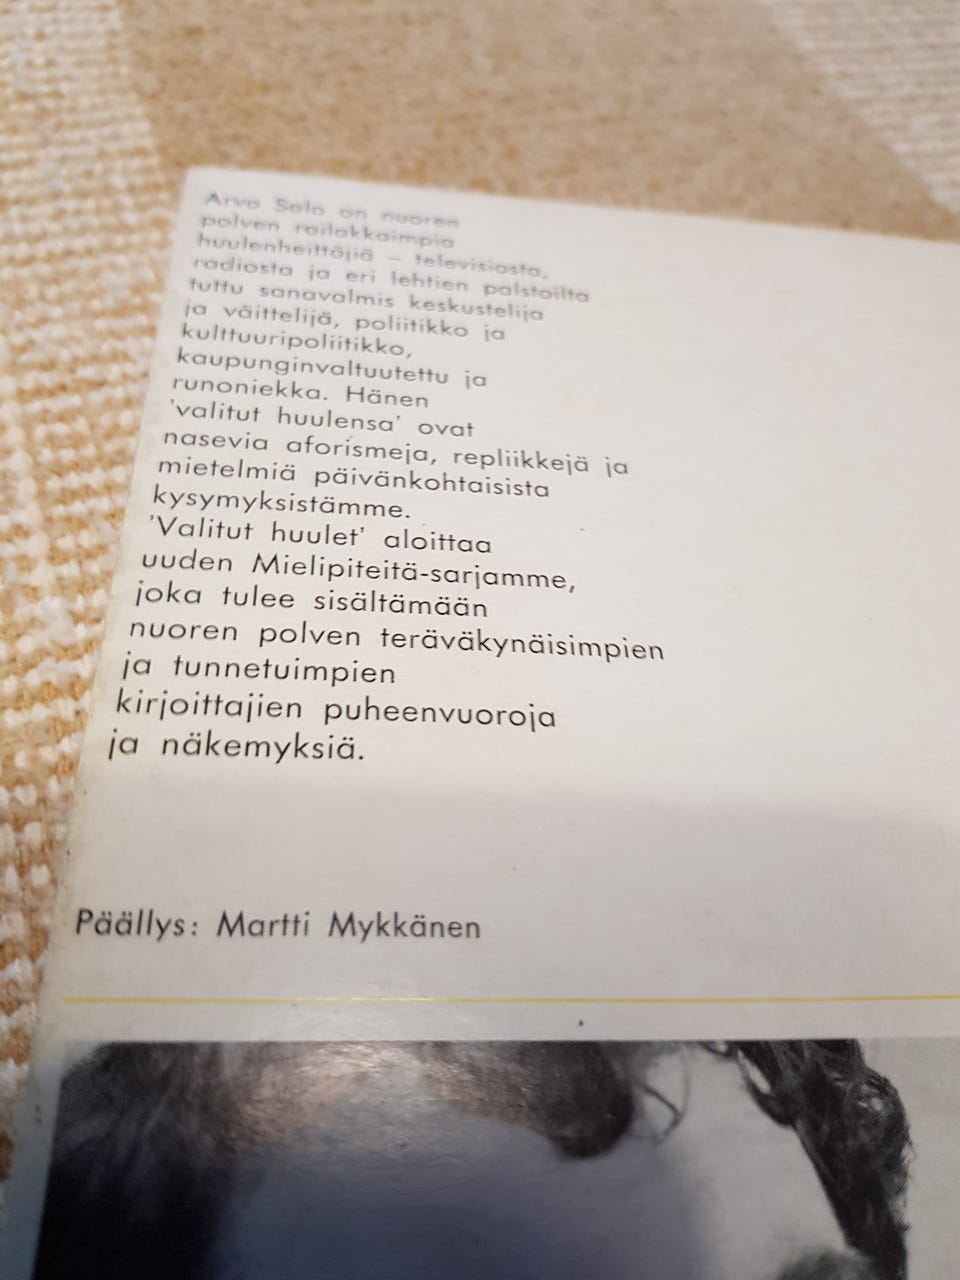 Arvo Salo on nuoren
polven railakkaimpia
huulenheittäjiä – televisiosta,
radiosta ja eri lehtien palstoilta
tuttu sanavalmis keskustelija
ja väittelijä, poliitikko ja
kulttuuripoliitikko,
kaupunginvaltuutettu ja
runoniekka. Hänen
'valitut huulensa' ovat
nasevia aforismeja, repliikkejä ja
mietelmiä päivänkohtaisista
kysymyksistämme.
'Valitut huulet' aloittaa
uuden Mielipiteitä-sarjamme,
joka tulee sisältämään
nuoren polven teräväkynäisimpien
ja tunnetuimpien
kirjoittajien puheenvuoroja
ja näkemyksiä.
Päällys: Martti Mykkänen